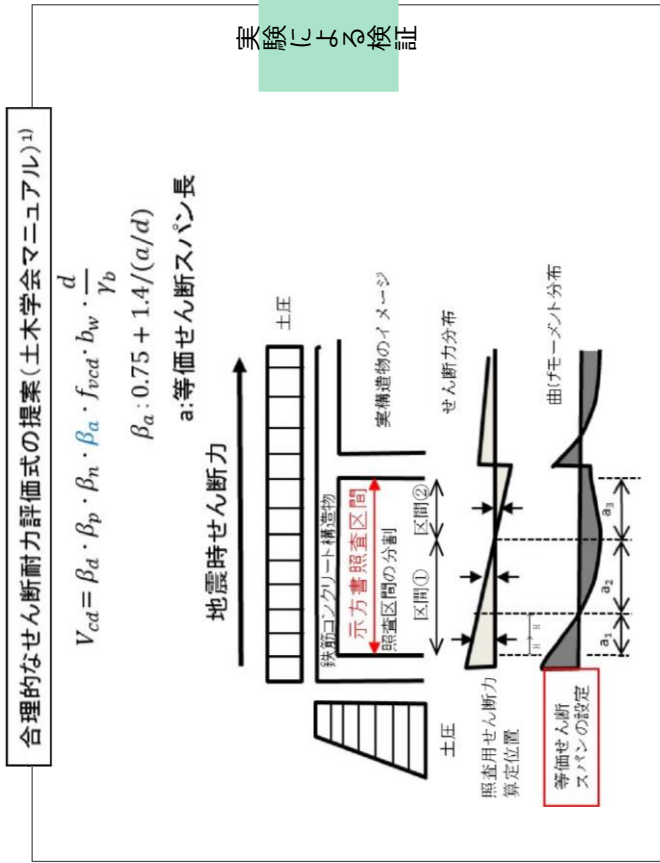 実験による検証
合理的なせん断耐力評価式の提案(土木学会マニュアル)¹⁾
V_cd = β_d · β_p · β_n · β_a · f_vcd · b_w · d/γ_b
β_a : 0.75 + 1.4/(a/d)
a:等価せん断スパン長
地震時せん断力
土圧
鉄筋コンクリート構造物
示方書照査区間
照査区間の分割
区間①
区間②
実構造物のイメージ
土圧
照査用せん断力
算定位置
せん断力分布
H
H
等価せん断
スパンの設定
曲げモーメント分布
a₁
a₂
a₃